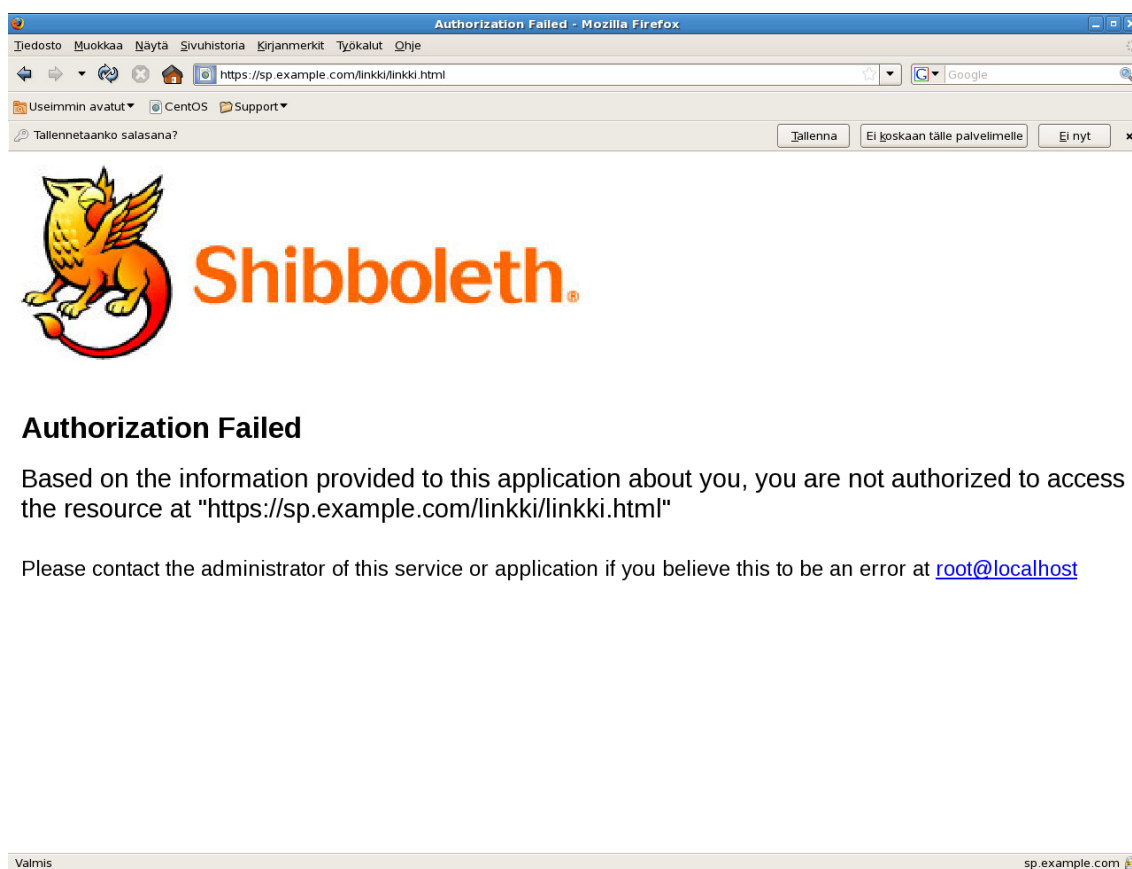 Authorization Failed - Mozilla Firefox
Tiedosto Muokkaa Näytä Sivuhistoria Kirjanmerkit Työkalut Ohje
https://sp.example.com/linkki/linkki.html G Google
Useimmin avatut CentOS Support
Tallennetaanko salasana? Tallenna Ei koskaan tälle palvelimelle Ei nyt
Shibboleth®
Authorization Failed
Based on the information provided to this application about you, you are not authorized to access
the resource at "https://sp.example.com/linkki/linkki.html"
Please contact the administrator of this service or application if you believe this to be an error at root@localhost
Valmis sp.example.com